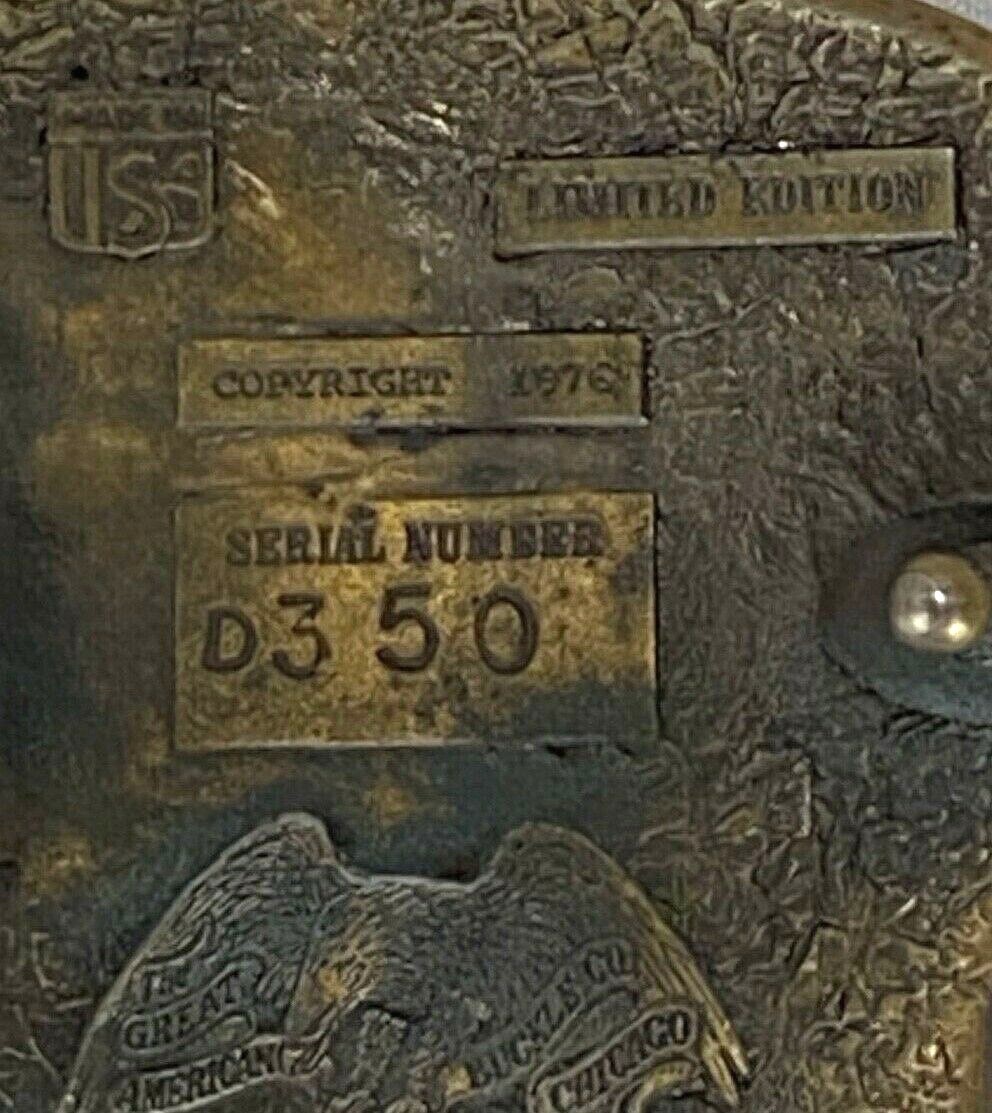 MADE IN
USA
LIMITED EDITION
COPYRIGHT 1976
SERIAL NUMBER
D350
THE
GREAT
AMERICAN
BUCKLE CO.
CHICAGO